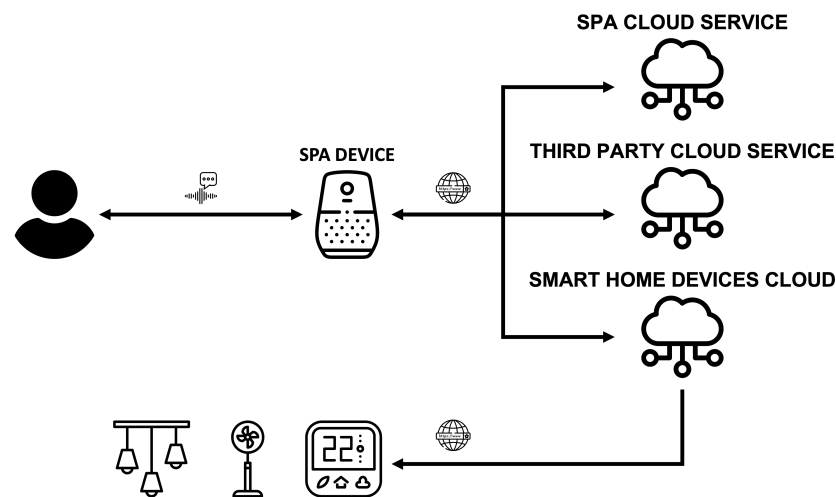 SPA CLOUD SERVICE
THIRD PARTY CLOUD SERVICE
SPA DEVICE
SMART HOME DEVICES CLOUD
22